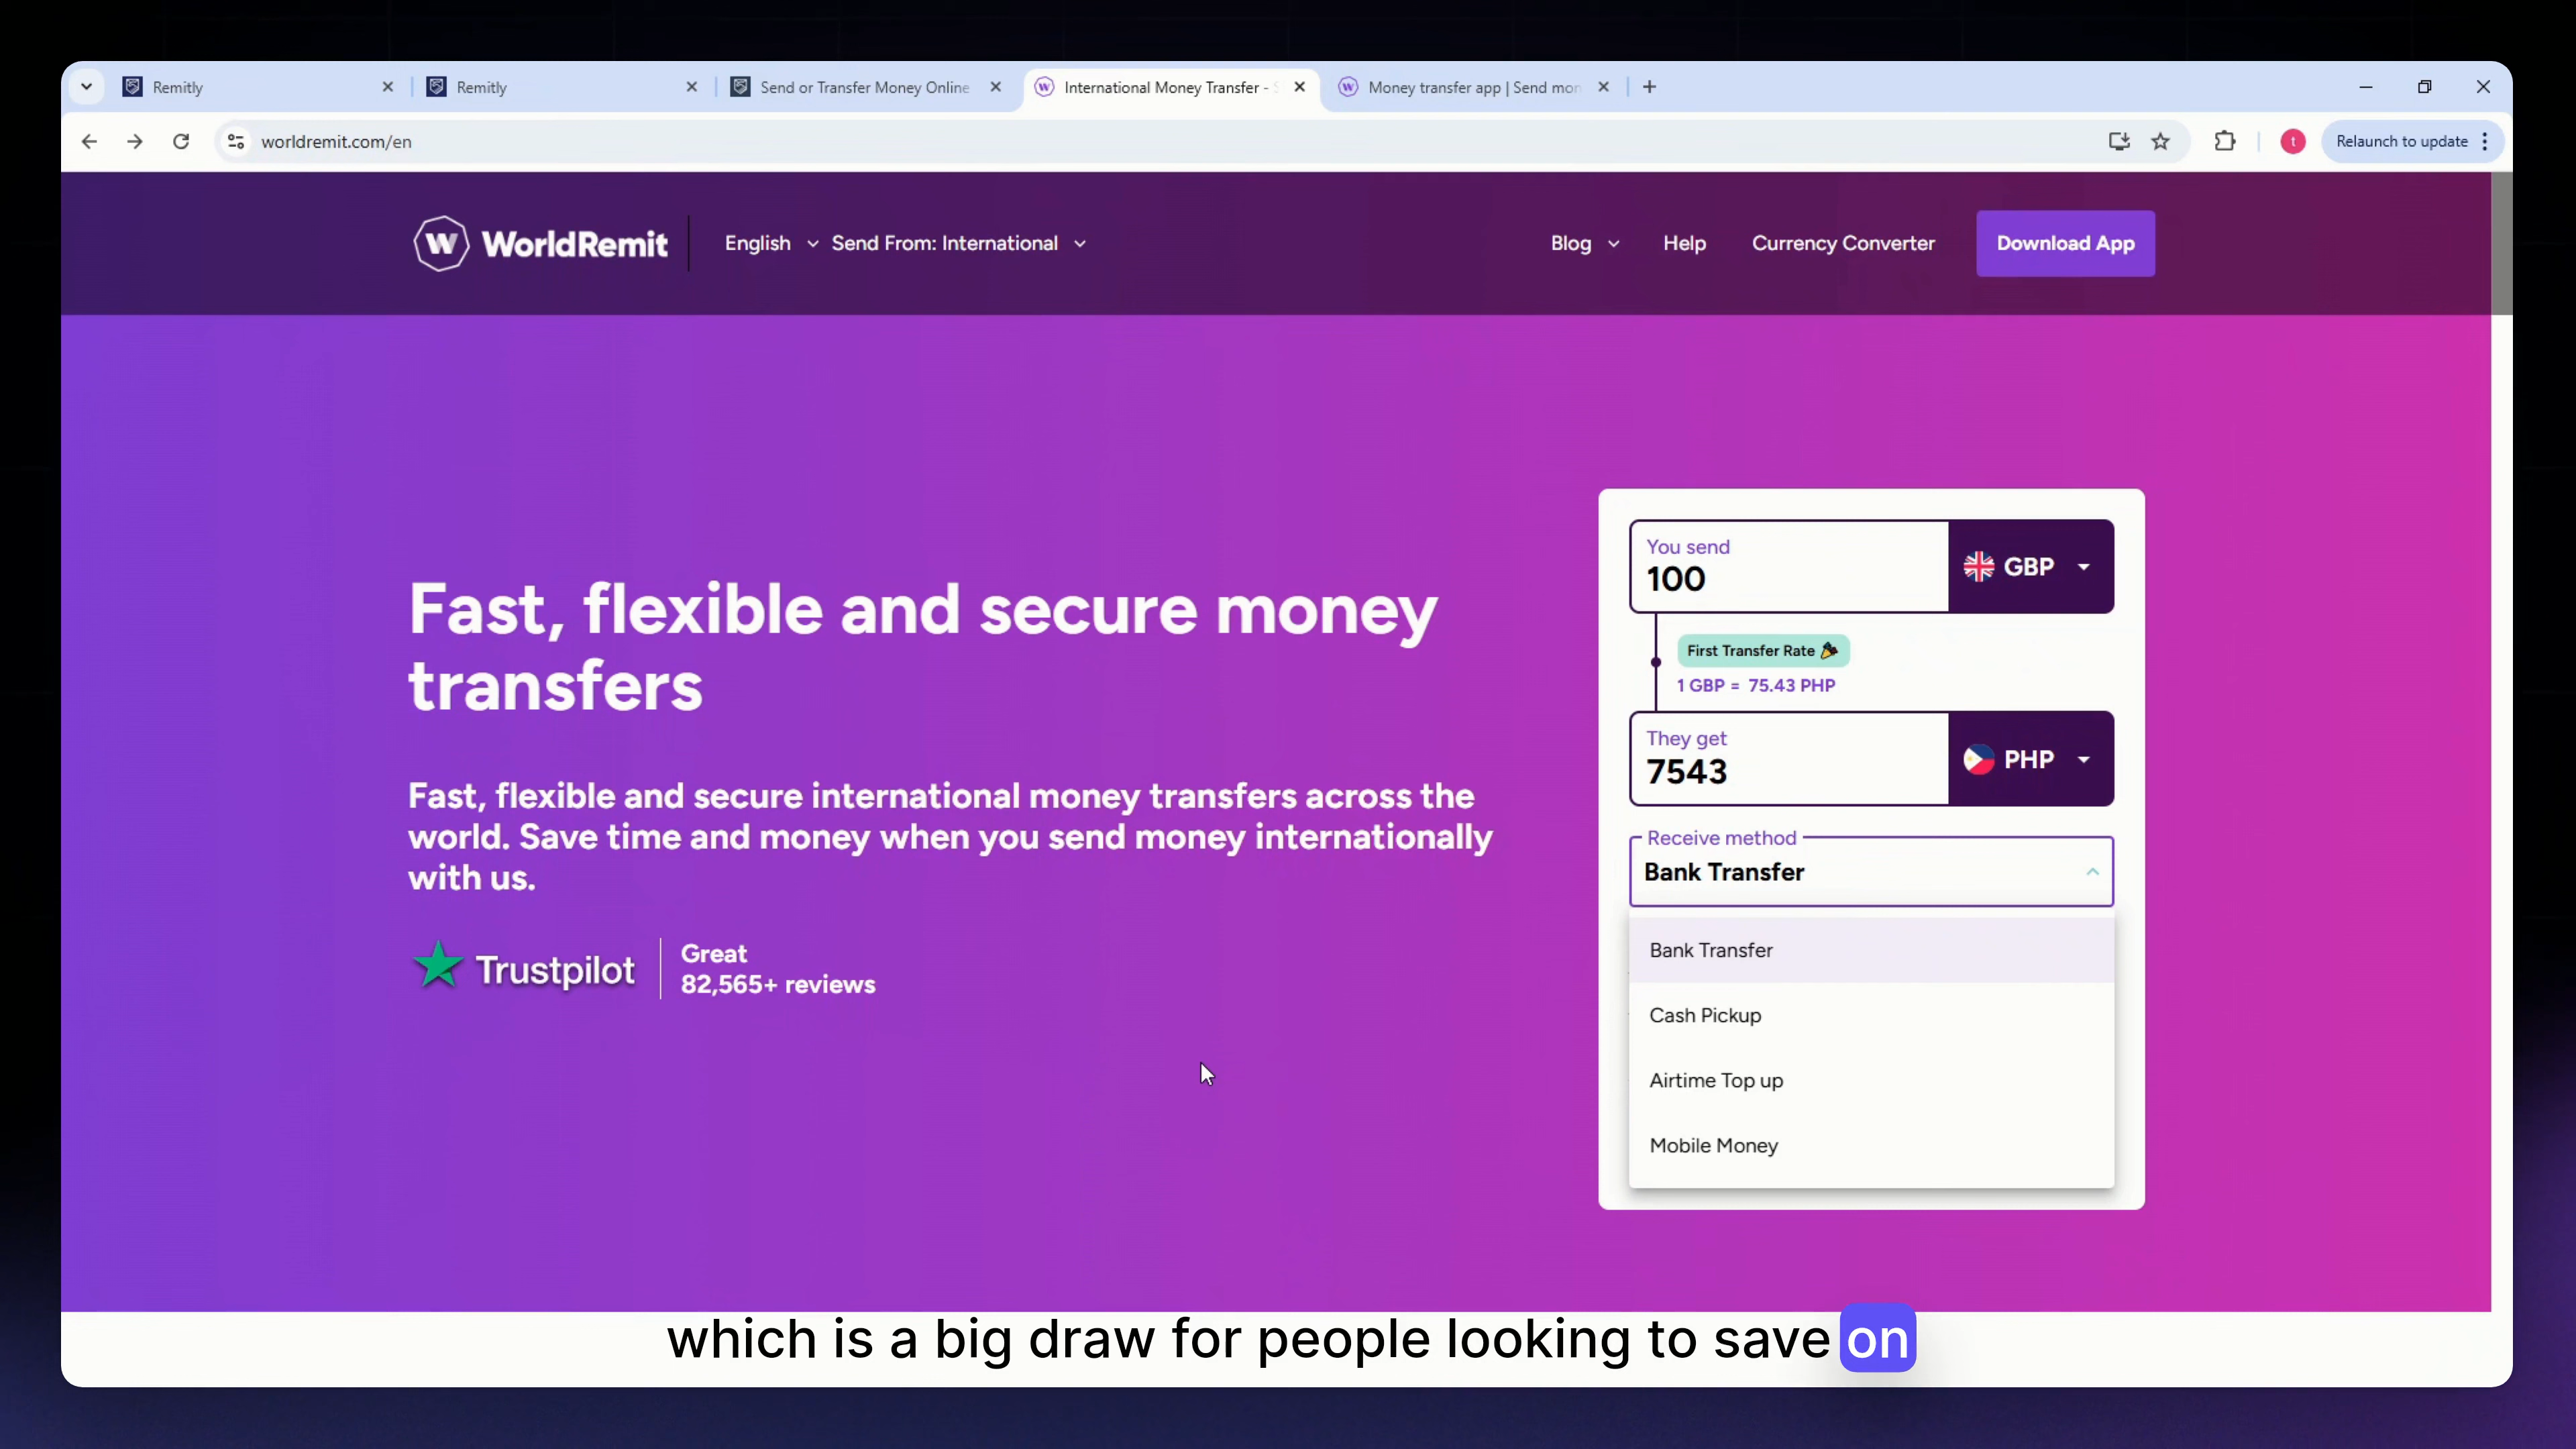 Remitly
Remitly
Send or Transfer Money Online
International Money Transfer -
Money transfer app | Send mon
worldremit.com/en
t
Relaunch to update
W WorldRemit
English
Send From: International
Blog
Help
Currency Converter
Download App
Fast, flexible and secure money
transfers
Fast, flexible and secure international money transfers across the
world. Save time and money when you send money internationally
with us.
Trustpilot
Great
82,565+ reviews
You send
100
GBP
First Transfer Rate
1 GBP = 75.43 PHP
They get
7543
PHP
Receive method
Bank Transfer
Bank Transfer
Cash Pickup
Airtime Top up
Mobile Money
which is a big draw for people looking to save on